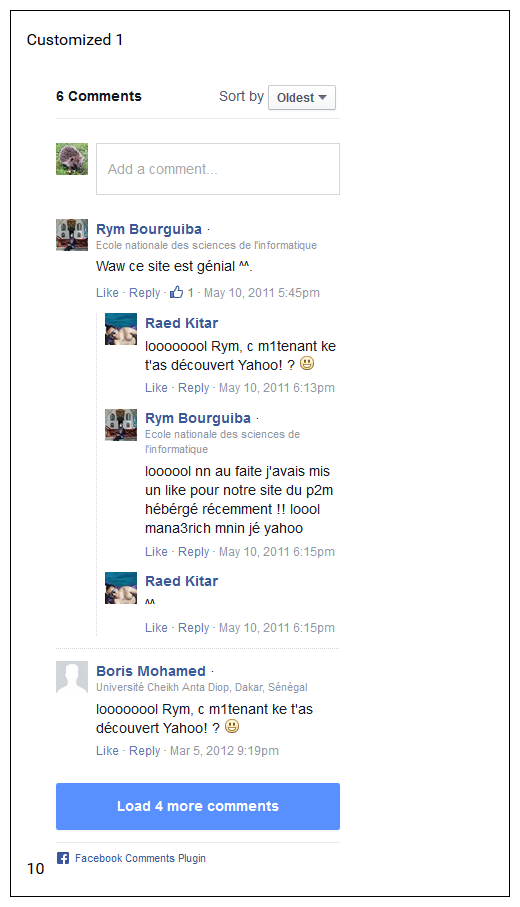 Customized 1
6 Comments
Sort by Oldest
Add a comment...
Rym Bourguiba ·
Ecole nationale des sciences de l'informatique
Waw ce site est génial ^^.
Like · Reply · 1 · May 10, 2011 5:45pm
Raed Kitar
loooooool Rym, c m1tenant ke
t'as découvert Yahoo! ? 😃
Like · Reply · May 10, 2011 6:13pm
Rym Bourguiba ·
Ecole nationale des sciences de
l'informatique
loooool nn au faite j'avais mis
un like pour notre site du p2m
hébérgé récemment !! loool
mana3rich mnin jé yahoo
Like · Reply · May 10, 2011 6:15pm
Raed Kitar
^^
Like · Reply · May 10, 2011 6:15pm
Boris Mohamed ·
Université Cheikh Anta Diop, Dakar, Sénégal
loooooool Rym, c m1tenant ke t'as
découvert Yahoo! ? 😃
Like · Reply · Mar 5, 2012 9:19pm
Load 4 more comments
Facebook Comments Plugin
10